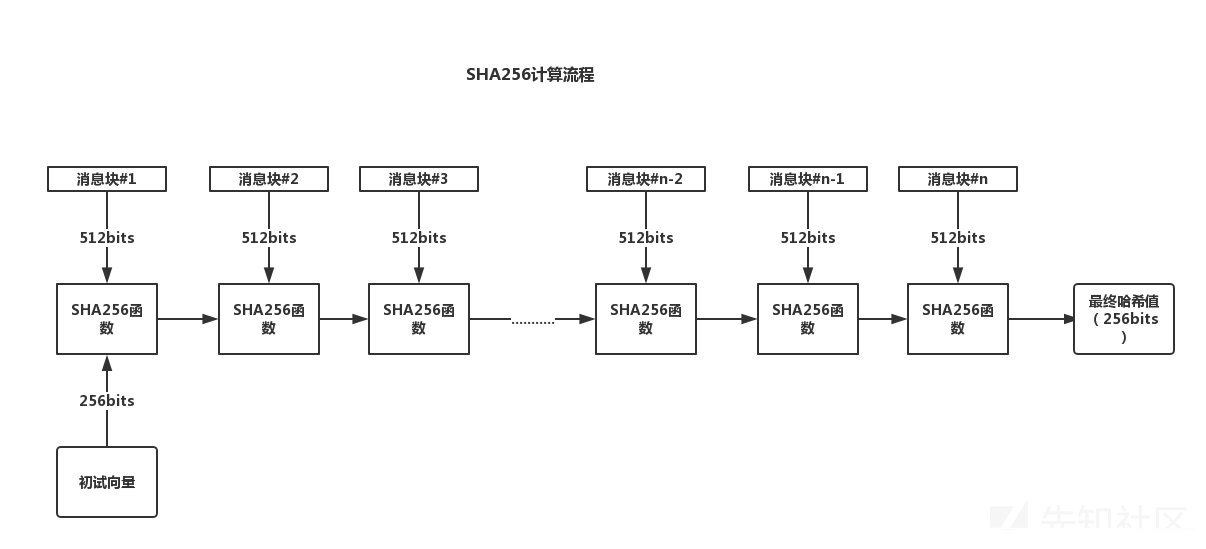 SHA256计算流程
消息块#1
消息块#2
消息块#3
消息块#n-2
消息块#n-1
消息块#n
512bits
512bits
512bits
512bits
512bits
512bits
SHA256函
数
SHA256函
数
SHA256函
数
..........
SHA256函
数
SHA256函
数
SHA256函
数
最终哈希值
（256bits
）
256bits
初试向量
先知社区